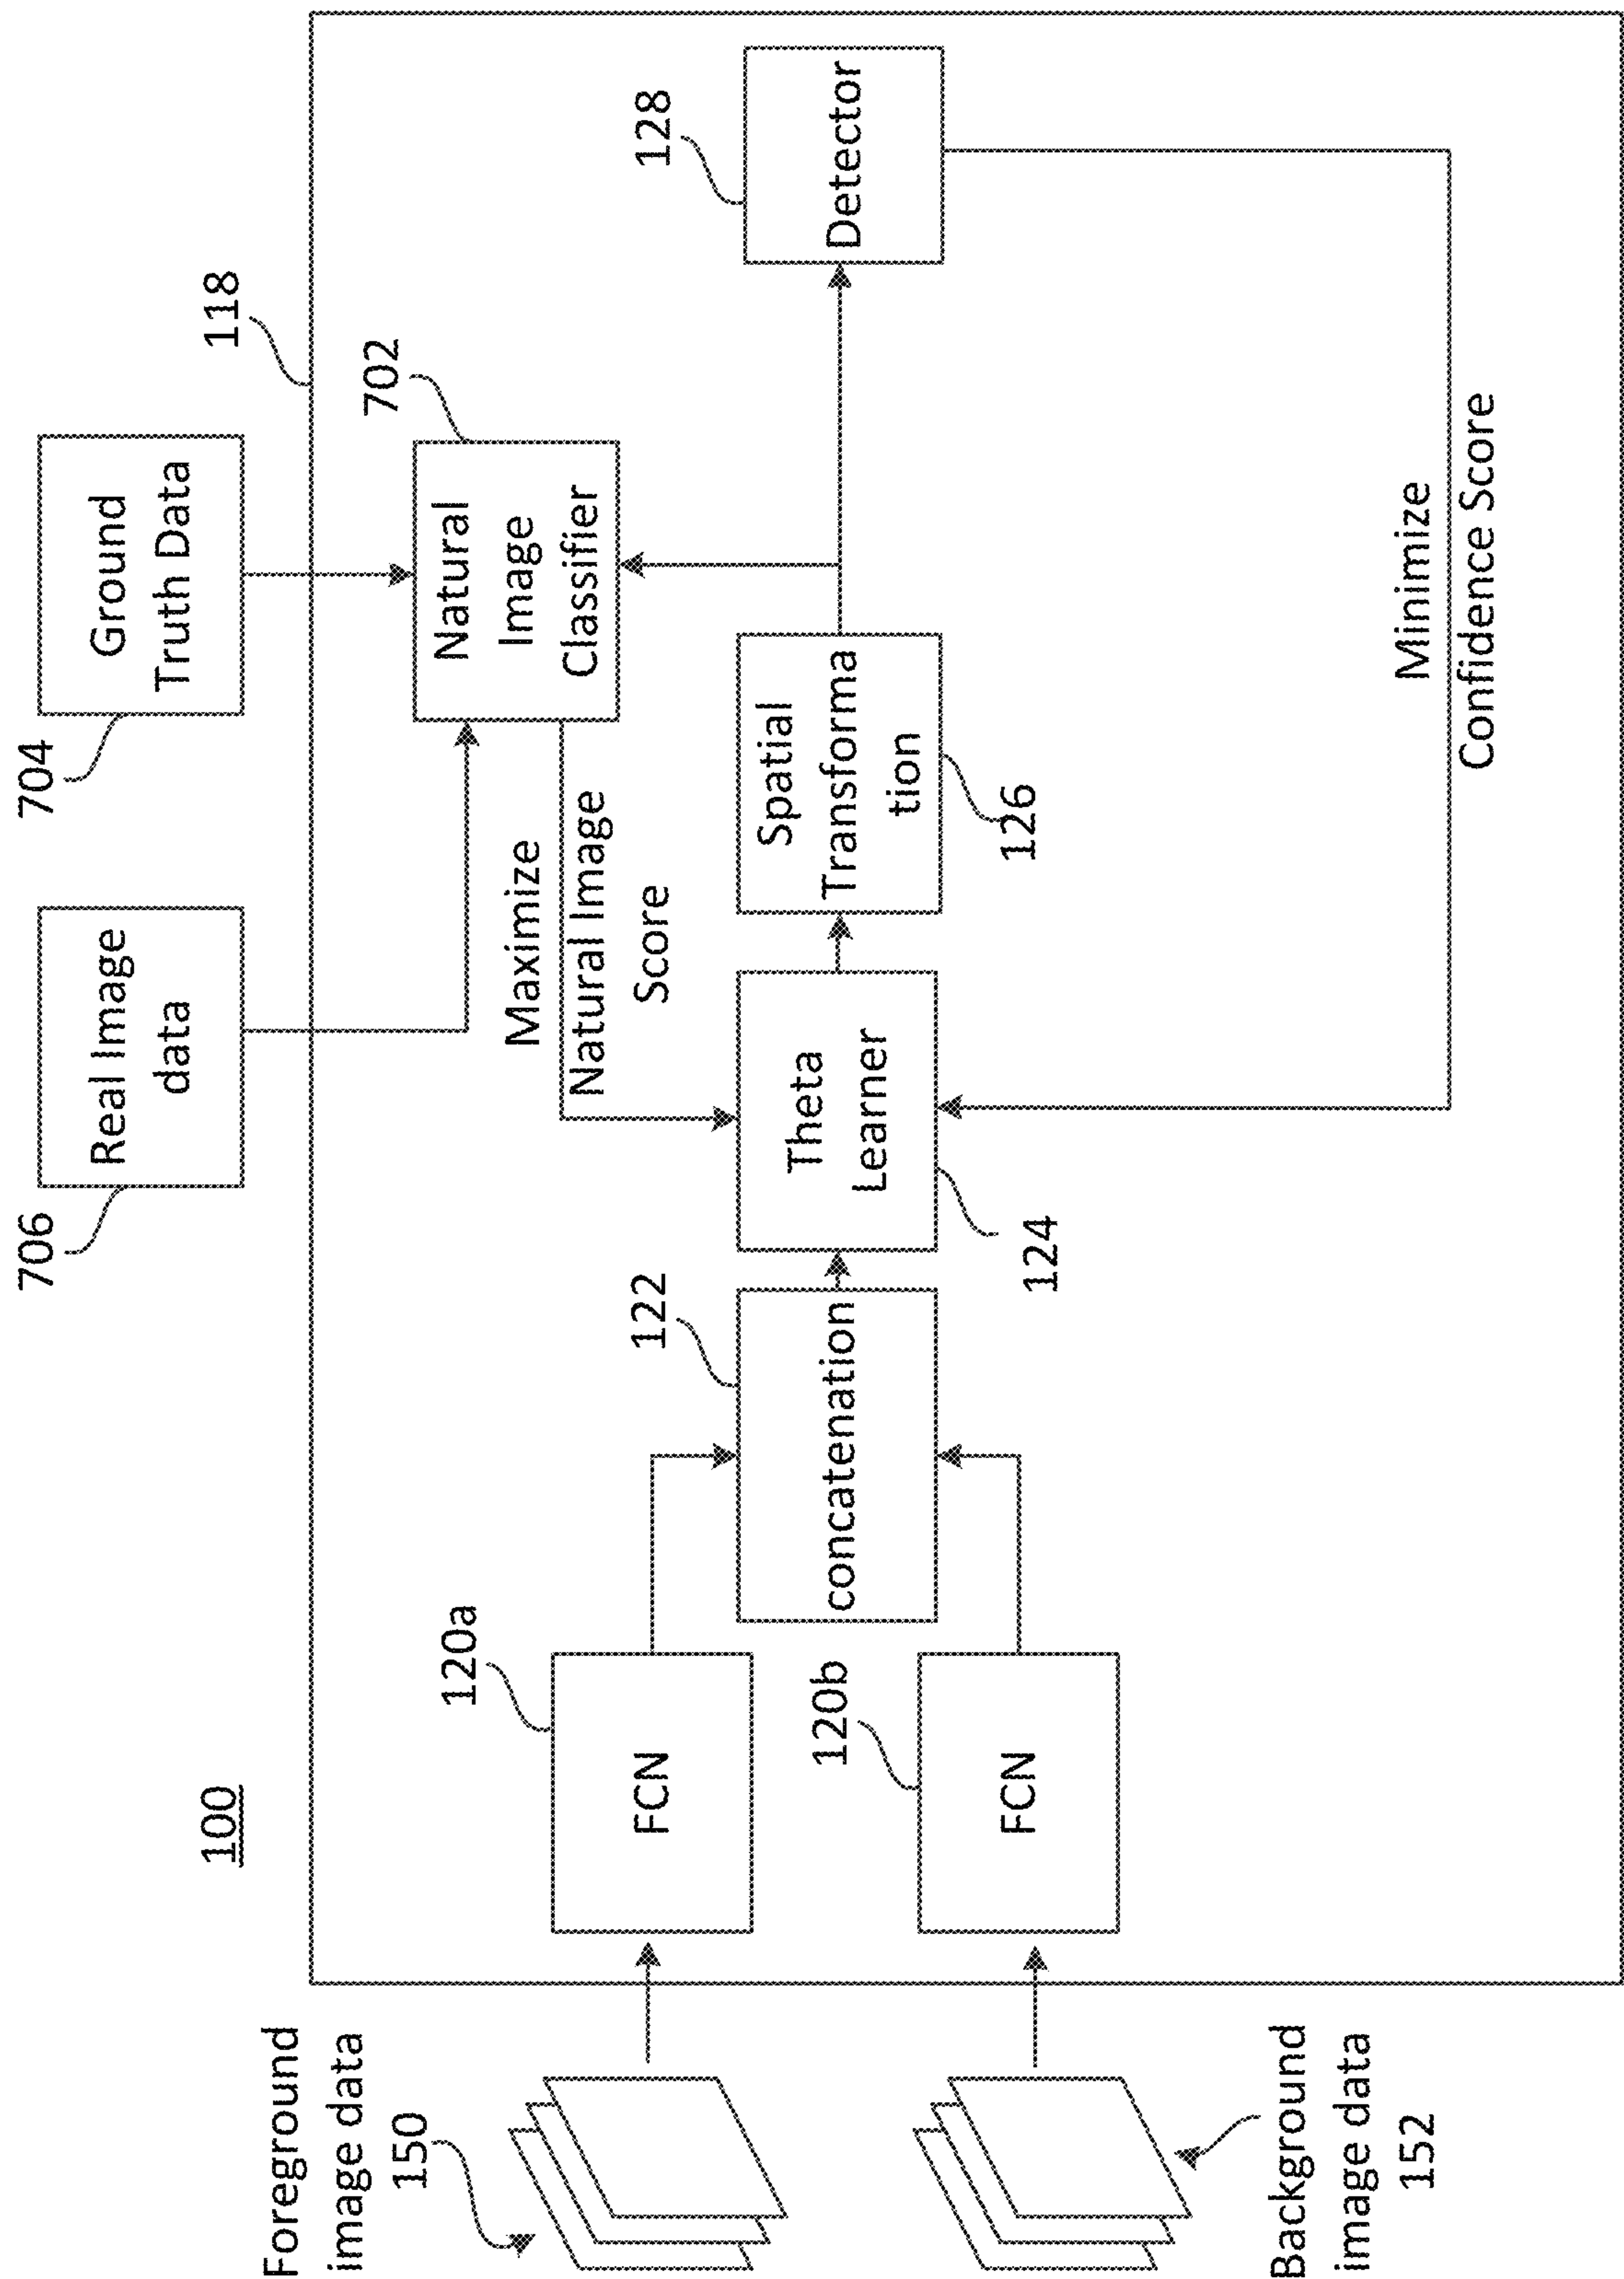 100
Foreground
image data
150
Background
image data
152
FCN
120a
FCN
120b
concatenation
122
Theta
Learner
124
Spatial
Transforma
tion
126
Natural
Image
Classifier
702
Detector
128
118
Real Image
data
706
Ground
Truth Data
704
Maximize
Natural Image
Score
Minimize
Confidence Score